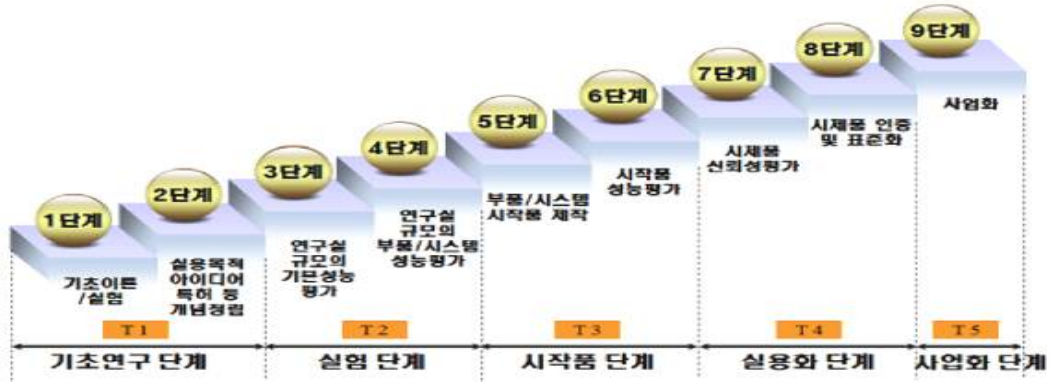 1단계
기초이론
/실험
2단계
실용목적
아이디어
특허 등
개념정립
3단계
연구실
규모의
기본성능
평가
4단계
연구실
규모의
부품/시스템
성능평가
5단계
부품/시스템
시작품 제작
6단계
시작품
성능평가
7단계
시제품
신뢰성평가
8단계
시제품 인증
및 표준화
9단계
사업화
T 1
T 2
T 3
T 4
T 5
기초연구 단계
실험 단계
시작품 단계
실용화 단계
사업화 단계